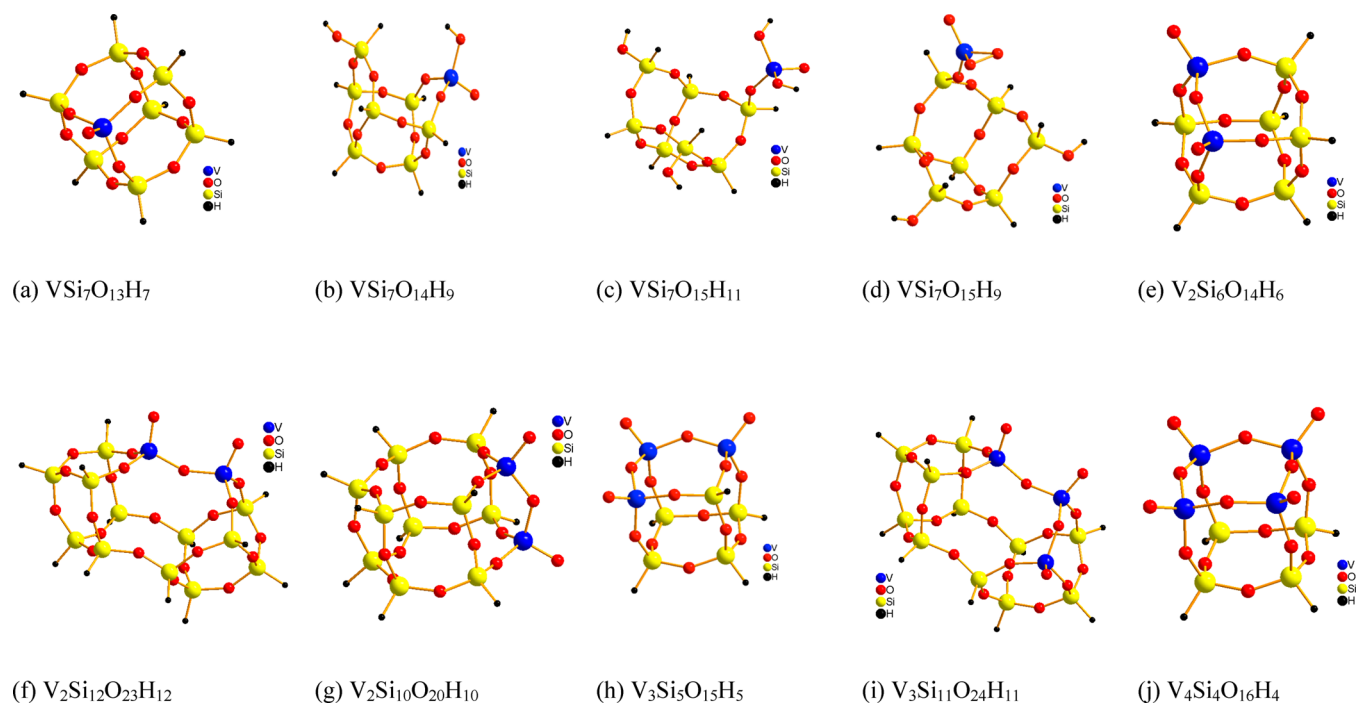 V
O
Si
H
V
O
Si
H
V
O
Si
H
V
O
Si
H
V
O
Si
H
(a) VSi₇O₁₃H₇
(b) VSi₇O₁₄H₉
(c) VSi₇O₁₅H₁₁
(d) VSi₇O₁₅H₉
(e) V₂Si₆O₁₄H₆
V
O
Si
H
V
O
Si
H
V
O
Si
H
V
O
Si
H
V
O
Si
H
(f) V₂Si₁₂O₂₃H₁₂
(g) V₂Si₁₀O₂₀H₁₀
(h) V₃Si₅O₁₅H₅
(i) V₃Si₁₁O₂₄H₁₁
(j) V₄Si₄O₁₆H₄